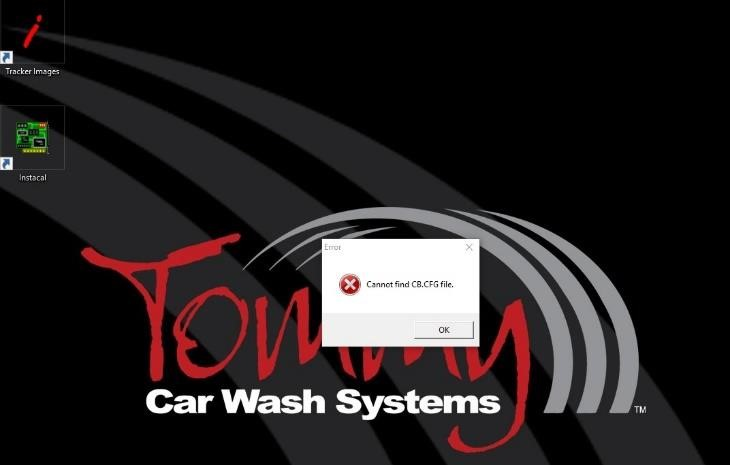 Tracker Images
Instacal
Error
Cannot find CB.CFG file.
OK
Tommy
Car Wash Systems
TM